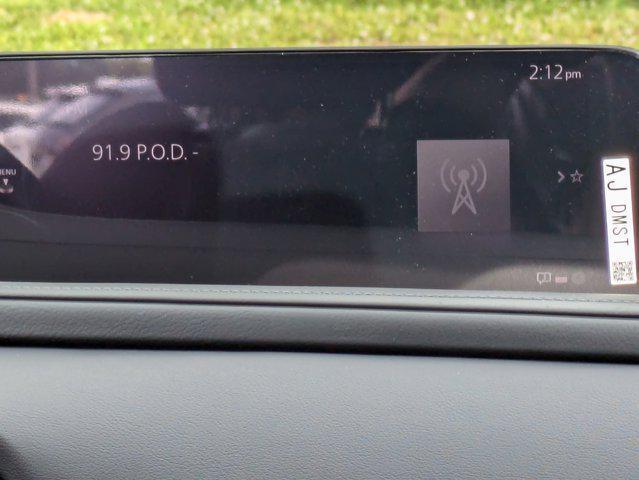 2:12pm
91.9 P.O.D. -
MENU
AJ DMST